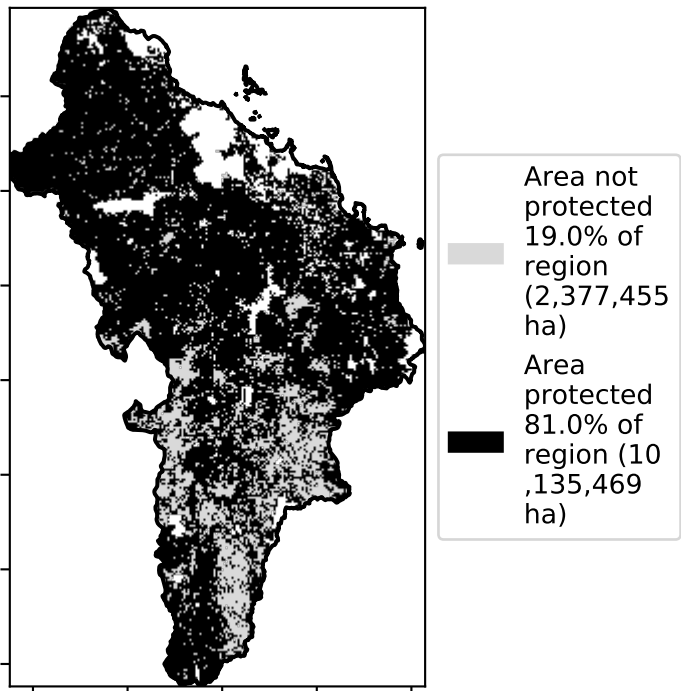 Area not
protected
19.0% of
region
(2,377,455
ha)
Area
protected
81.0% of
region (10
,135,469
ha)